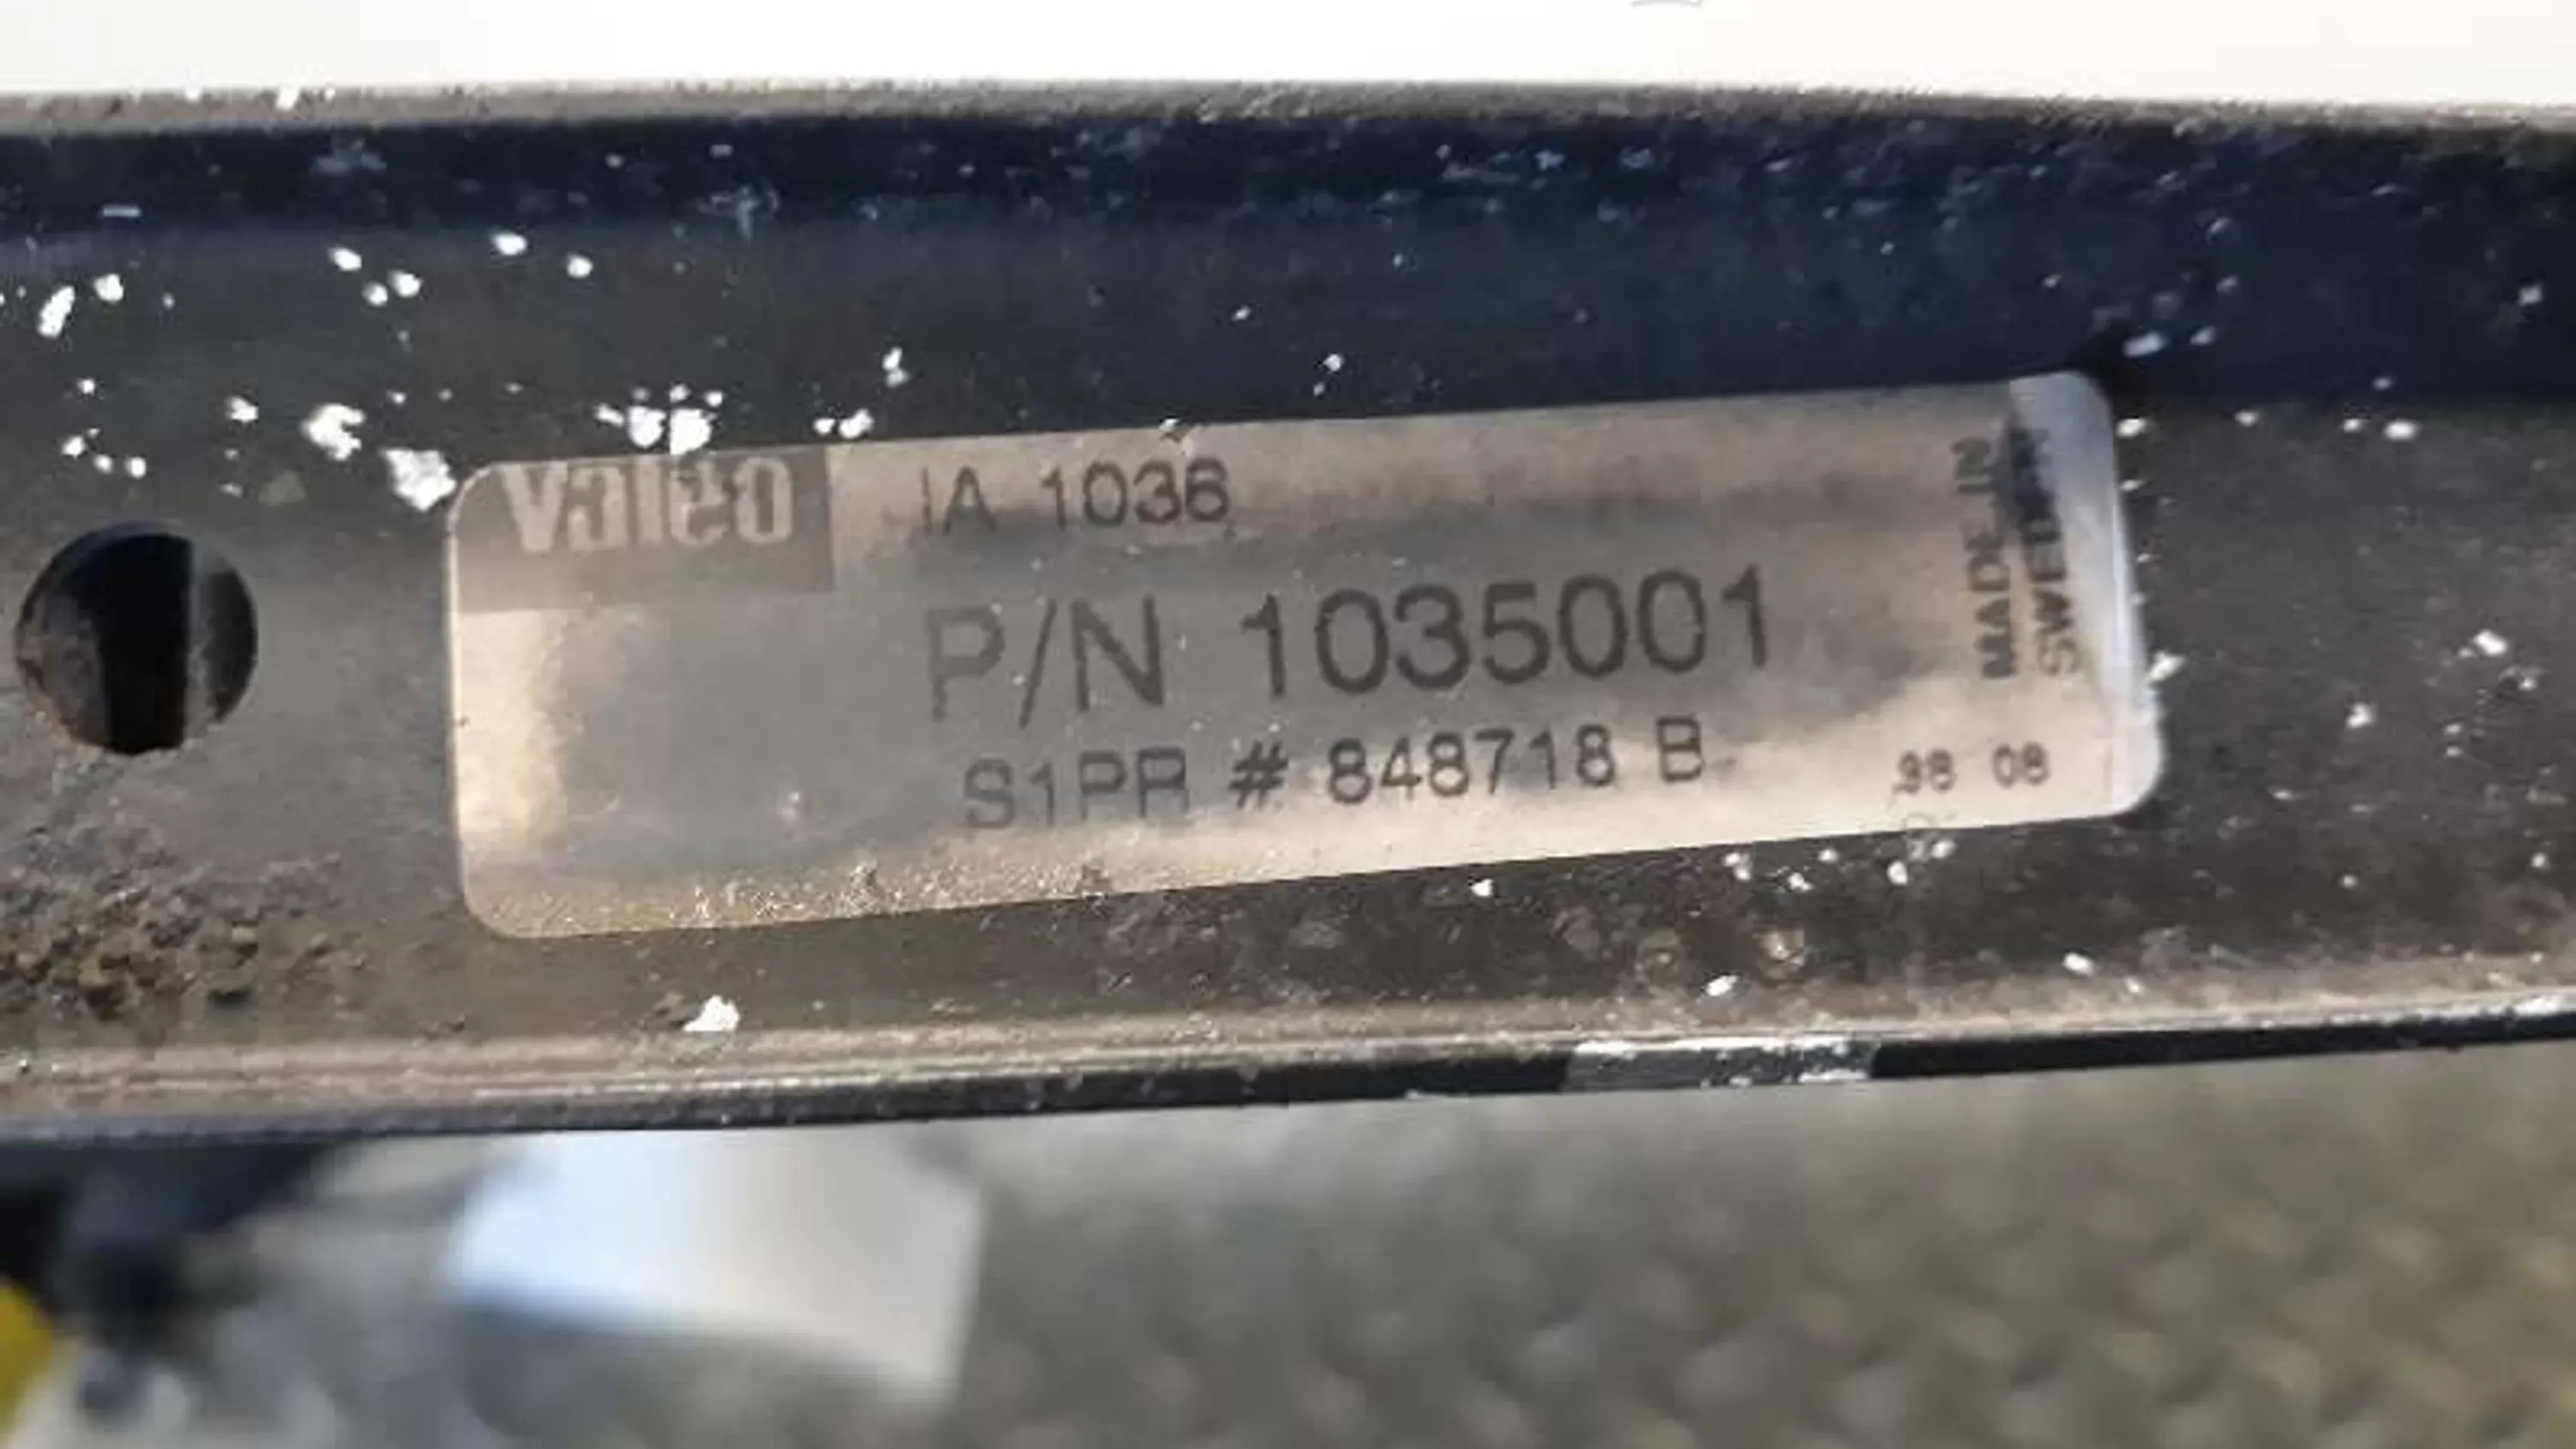 Valeo
IA 1036
P/N 1035001
S1PR # 848718 B
98 08
MADE IN
SWEDEN